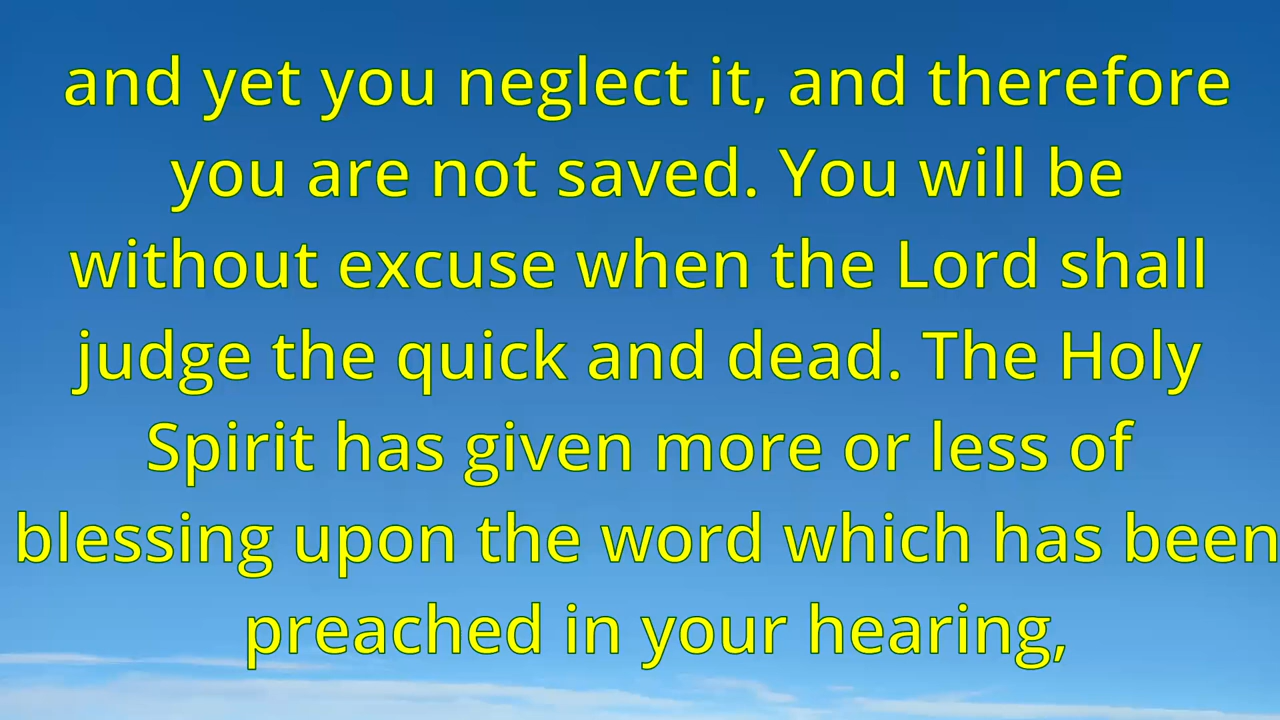 and yet you neglect it, and therefore
you are not saved. You will be
without excuse when the Lord shall
judge the quick and dead. The Holy
Spirit has given more or less of
blessing upon the word which has been
preached in your hearing,